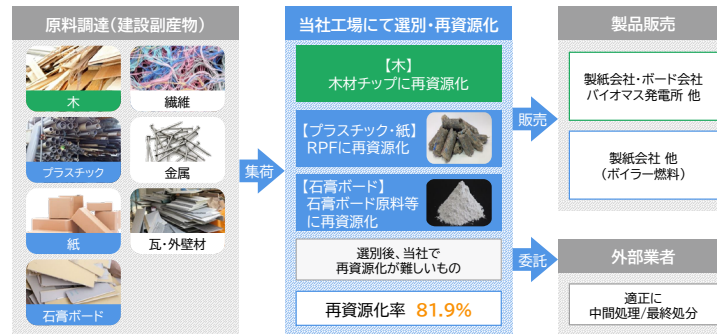 原料調達(建設副産物)
木
繊維
プラスチック
金属
紙
瓦・外壁材
石膏ボード
集荷
当社工場にて選別・再資源化
【木】
木材チップに再資源化
【プラスチック・紙】
RPFに再資源化
【石膏ボード】
石膏ボード原料等
に再資源化
選別後、当社で
再資源化が難しいもの
再資源化率 81.9%
販売
委託
製品販売
製紙会社・ボード会社
バイオマス発電所 他
製紙会社 他
(ボイラー燃料)
外部業者
適正に
中間処理/最終処分